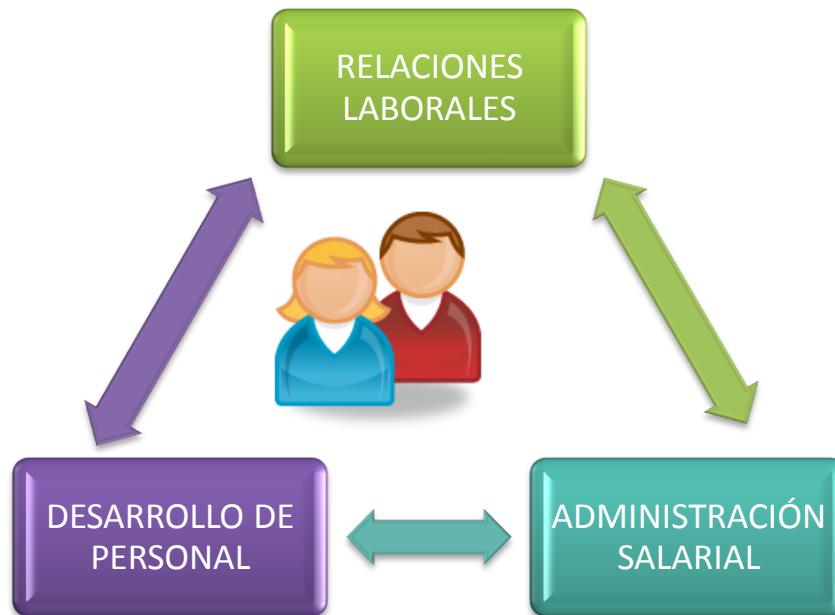 RELACIONES
LABORALES
DESARROLLO DE
PERSONAL
ADMINISTRACIÓN
SALARIAL